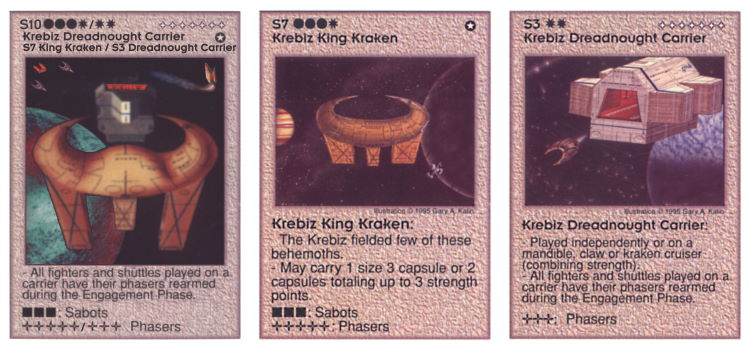 S10
Krebiz Dreadnought Carrier
S7 King Kraken / S3 Dreadnought Carrier
- All fighters and shuttles played on a
carrier have their phasers rearmed
during the Engagement Phase.
: Sabots
/ : Phasers
S7
Krebiz King Kraken
Illustration © 1995 Gary A. Kalin
Krebiz King Kraken:
- The Krebiz fielded few of these
behemoths.
- May carry 1 size 3 capsule or 2
capsules totaling up to 3 strength
points.
: Sabots
: Phasers
S3
Krebiz Dreadnought Carrier
Illustration © 1995 Gary A. Kalin
Krebiz Dreadnought Carrier:
- Played independently or on a
mandible, claw or kraken cruiser
(combining strength).
- All fighters and shuttles played on a
carrier have their phasers rearmed
during the Engagement Phase.
: Phasers